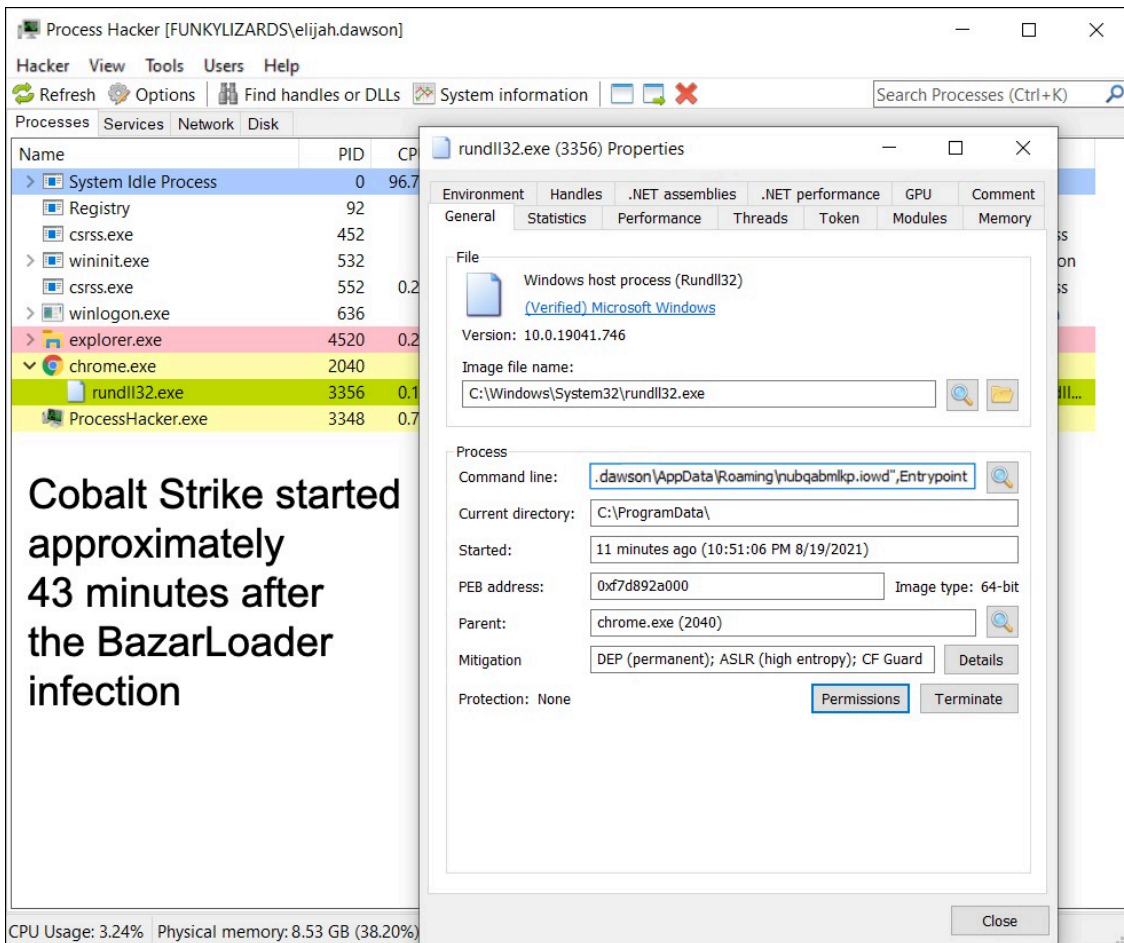 Process Hacker [FUNKYLIZARDS\elijah.dawson]
Hacker View Tools Users Help
Refresh Options Find handles or DLLs System information Search Processes (Ctrl+K)
Processes Services Network Disk
Name PID CP
System Idle Process 0 96.7
Registry 92
csrss.exe 452
wininit.exe 532
csrss.exe 552 0.2
winlogon.exe 636
explorer.exe 4520 0.2
chrome.exe 2040
rundll32.exe 3356 0.1
ProcessHacker.exe 3348 0.7
Cobalt Strike started
approximately
43 minutes after
the BazarLoader
infection
CPU Usage: 3.24% Physical memory: 8.53 GB (38.20%)
rundll32.exe (3356) Properties
Environment Handles .NET assemblies .NET performance GPU Comment
General Statistics Performance Threads Token Modules Memory
File
Windows host process (Rundll32)
(Verified) Microsoft Windows
Version: 10.0.19041.746
Image file name:
C:\Windows\System32\rundll32.exe
Process
Command line: .dawson\AppData\Roaming\nubqabmlkp.iowd",Entrypoint
Current directory: C:\ProgramData\
Started: 11 minutes ago (10:51:06 PM 8/19/2021)
PEB address: 0xf7d892a000 Image type: 64-bit
Parent: chrome.exe (2040)
Mitigation DEP (permanent); ASLR (high entropy); CF Guard Details
Protection: None Permissions Terminate
Close